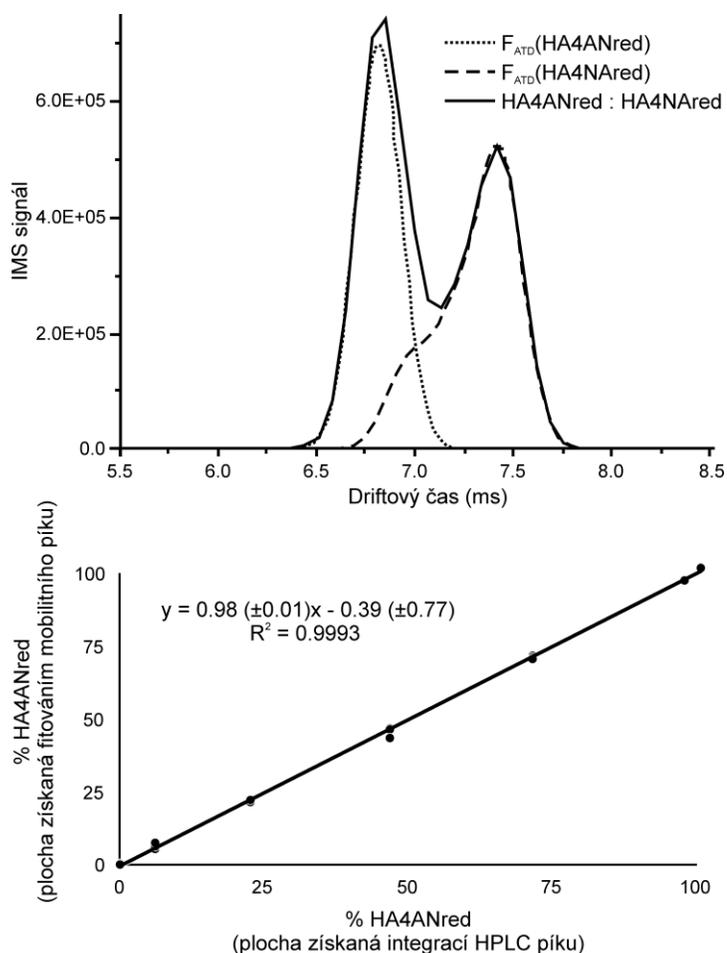 F_ATD(HA4ANred)
F_ATD(HA4NAred)
HA4ANred : HA4NAred
IMS signál
6.0E+05
4.0E+05
2.0E+05
0.0
5.5 6.0 6.5 7.0 7.5 8.0 8.5
Driftový čas (ms)
% HA4ANred
(plocha získaná fitováním mobilitního píku)
100
75
50
25
0
y = 0.98 (±0.01)x - 0.39 (±0.77)
R² = 0.9993
0 25 50 75 100
% HA4ANred
(plocha získaná integrací HPLC píku)